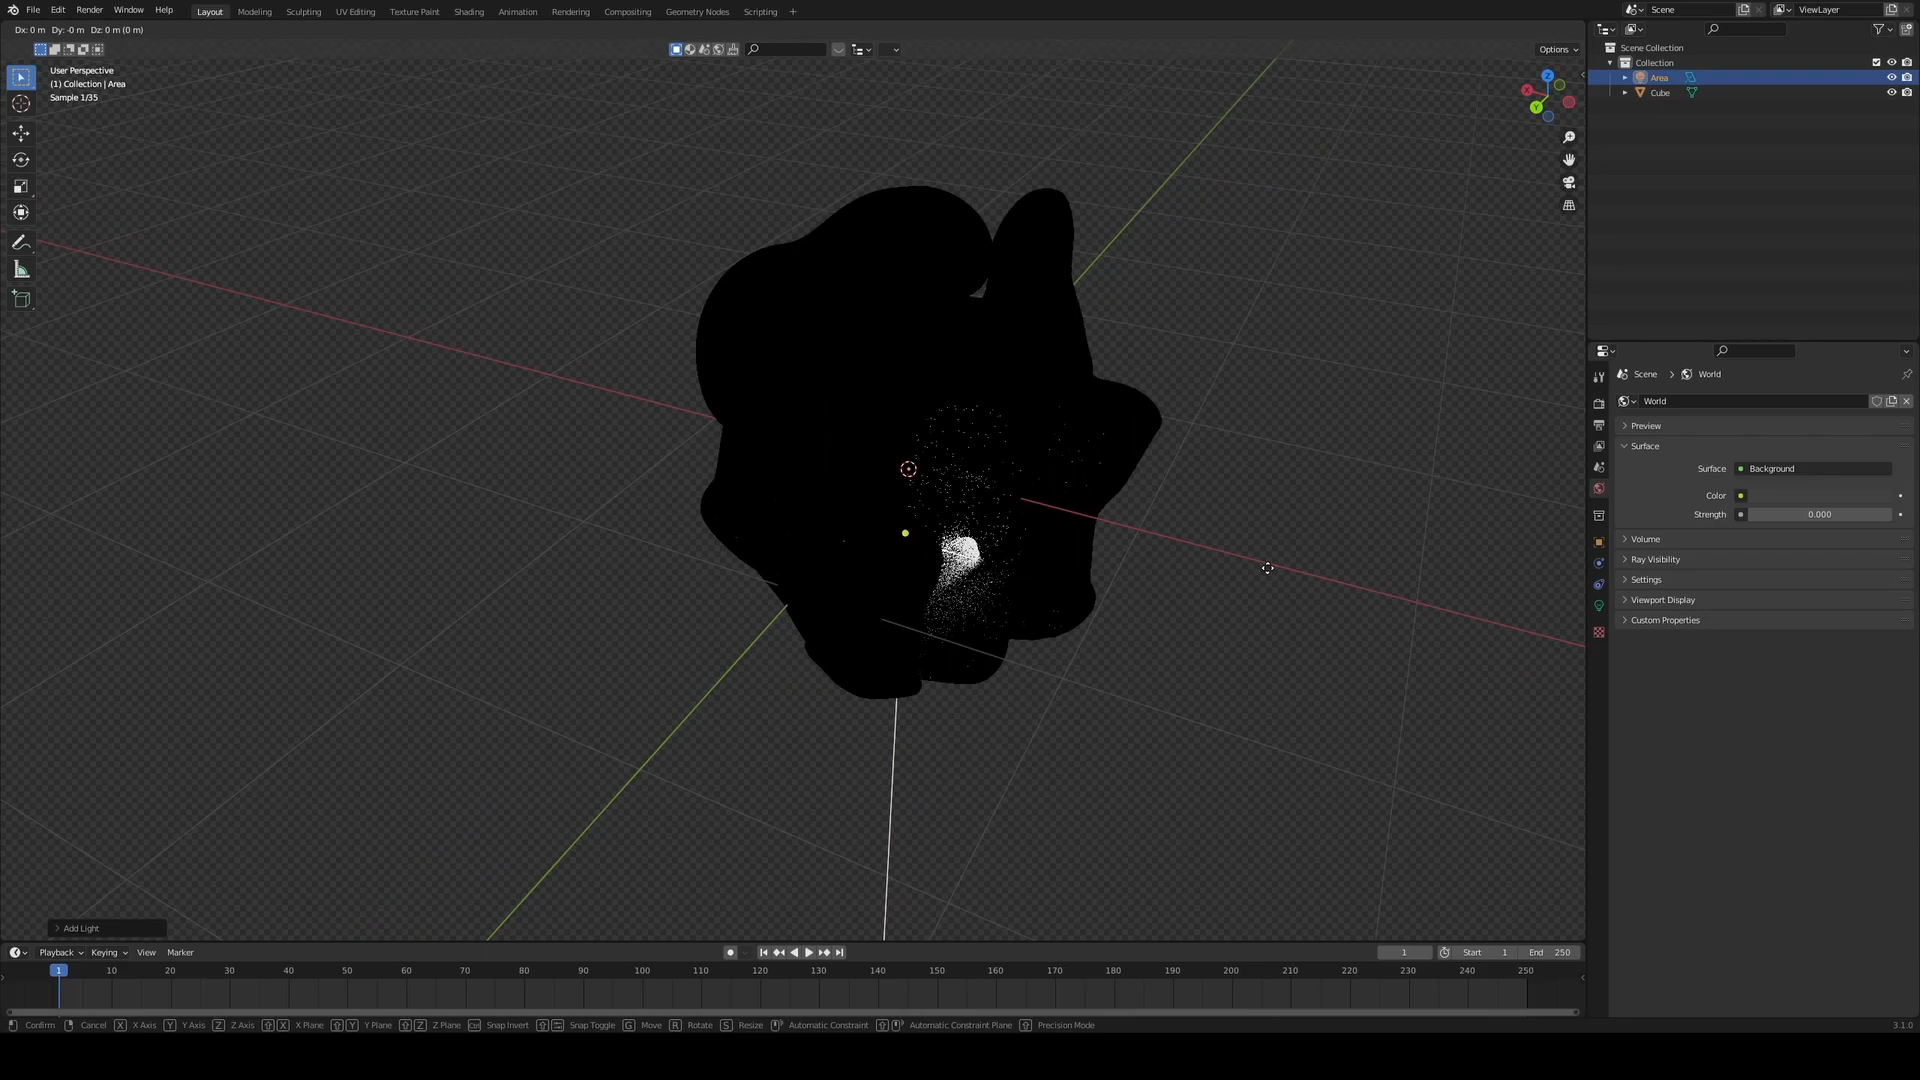 File Edit Render Window Help Layout Modeling Sculpting UV Editing Texture Paint Shading Animation Rendering Compositing Geometry Nodes Scripting + Scene ViewLayer
Dx: 0 m Dy: -0 m Dz: 0 m (0 m)
Options
User Perspective
(1) Collection | Area
Sample 1/35
Scene Collection
Collection
Area
Cube
Z
X
Y
Scene > World
World
Preview
Surface
Surface Background
Color
Strength 0.000
Volume
Ray Visibility
Settings
Viewport Display
Custom Properties
Add Light
Playback Keying View Marker 1 Start 1 End 250
1 10 20 30 40 50 60 70 80 90 100 110 120 130 140 150 160 170 180 190 200 210 220 230 240 250
Confirm Cancel X X Axis Y Y Axis Z Z Axis X X Plane Y Y Plane Z Z Plane Ctrl Snap Invert Snap Toggle G Move R Rotate S Resize Automatic Constraint Automatic Constraint Plane Precision Mode 3.1.0